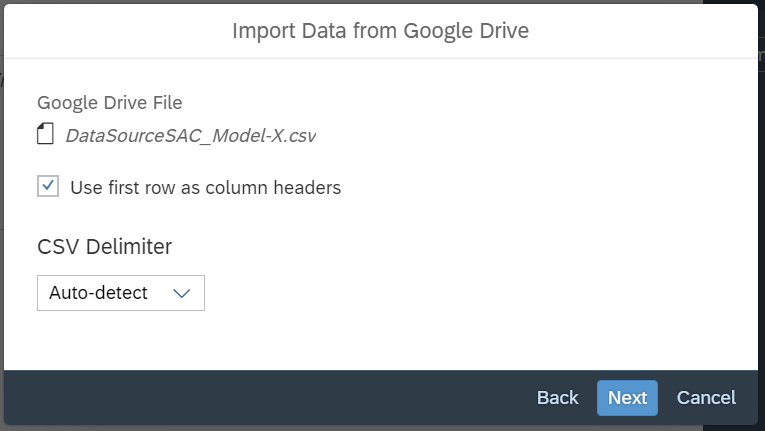 Import Data from Google Drive
Google Drive File
DataSourceSAC_Model-X.csv
Use first row as column headers
CSV Delimiter
Auto-detect
Back Next Cancel